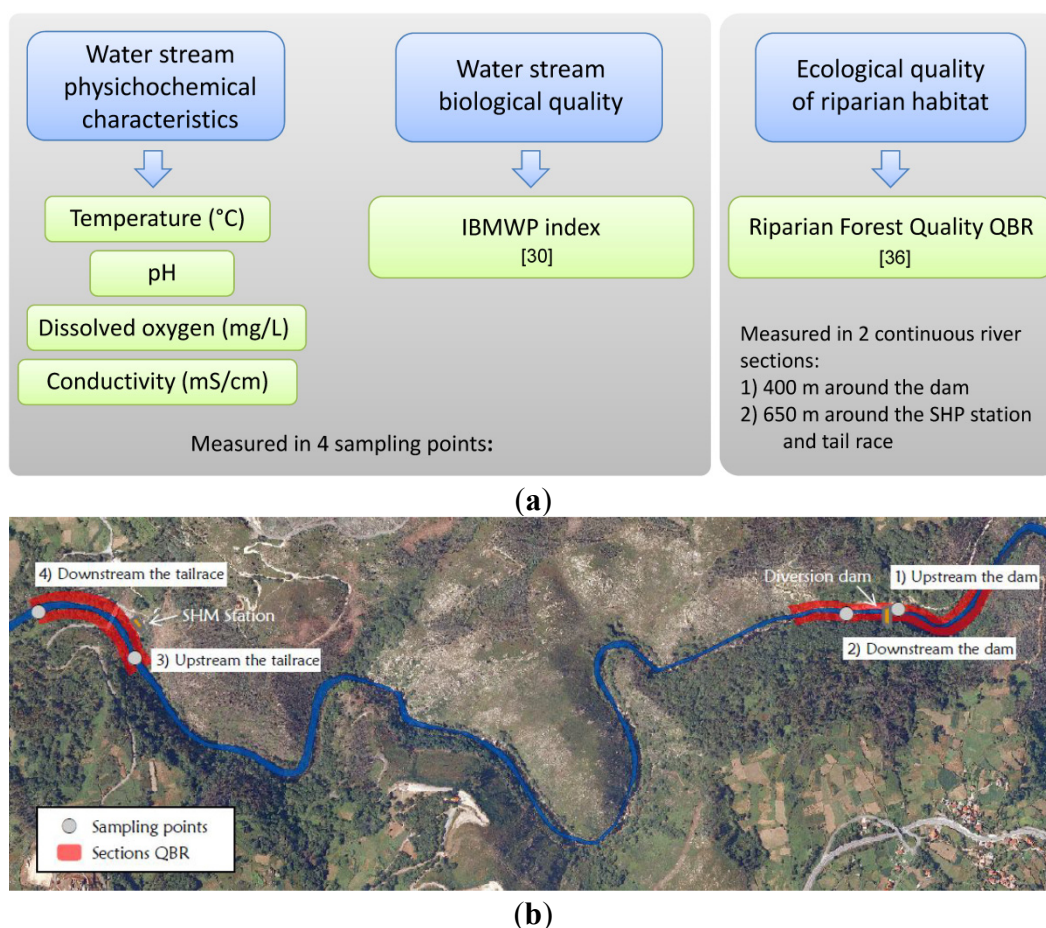 Water stream
physichochemical
characteristics
Temperature (°C)
pH
Dissolved oxygen (mg/L)
Conductivity (mS/cm)
Water stream
biological quality
IBMWP index
[30]
Measured in 4 sampling points:
Ecological quality
of riparian habitat
Riparian Forest Quality QBR
[36]
Measured in 2 continuous river
sections:
1) 400 m around the dam
2) 650 m around the SHP station
and tail race
(a)
4) Downstream the tailrace
SHM Station
3) Upstream the tailrace
Diversion dam
1) Upstream the dam
2) Downstream the dam
Sampling points
Sections QBR
(b)